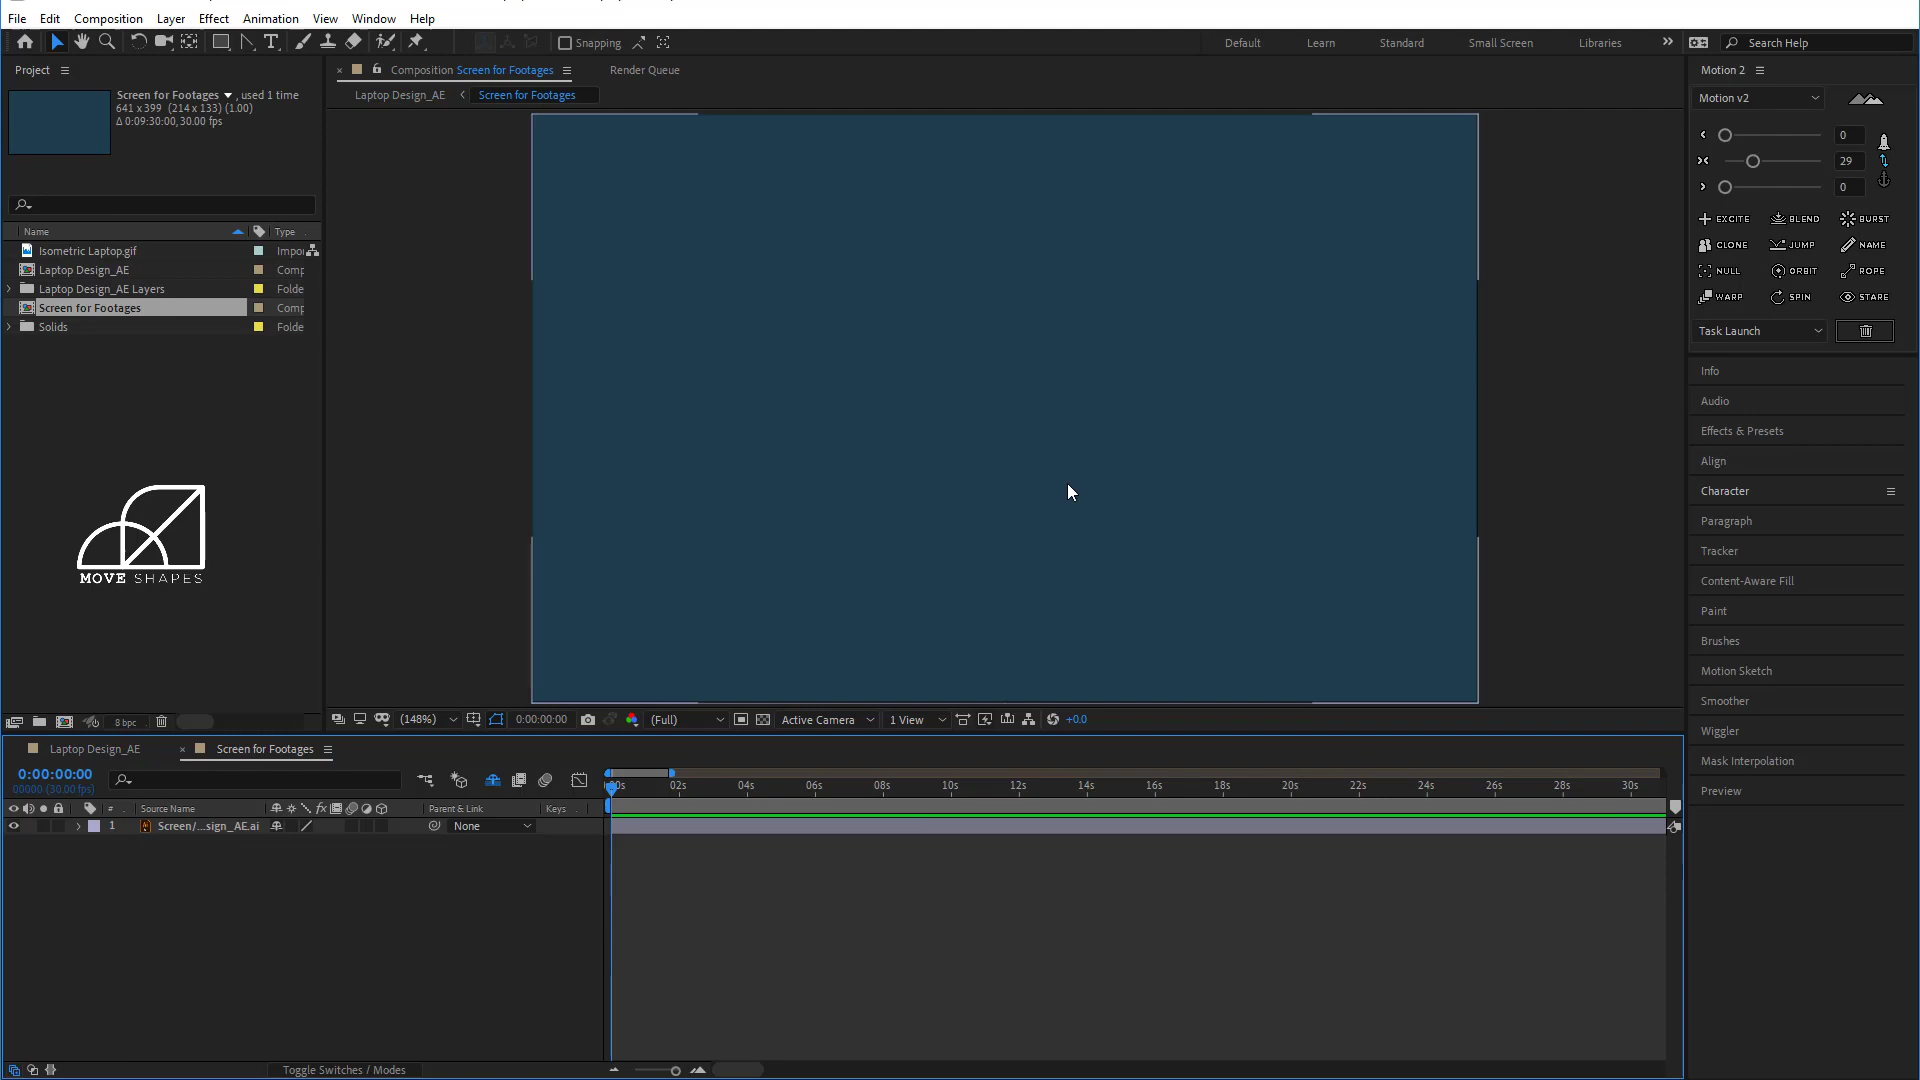 File Edit Composition Layer Effect Animation View Window Help
Snapping
Default Learn Standard Small Screen Libraries
Search Help
Project
Screen for Footages , used 1 time
641 x 399 (214 x 133) (1.00)
Δ 0:09:30:00, 30.00 fps
Name Type
Isometric Laptop.gif Impor
Laptop Design_AE Comp
Laptop Design_AE Layers Folde
Screen for Footages Comp
Solids Folde
MOVE SHAPES
8 bpc
Composition Screen for Footages Render Queue
Laptop Design_AE Screen for Footages
(148%) 0:00:00:00 (Full) Active Camera 1 View +0.0
Motion 2
Motion v2
0
29
0
EXCITE BLEND BURST
CLONE JUMP NAME
NULL ORBIT ROPE
WARP SPIN STARE
Task Launch
Info
Audio
Effects & Presets
Align
Character
Paragraph
Tracker
Content-Aware Fill
Paint
Brushes
Motion Sketch
Smoother
Wiggler
Mask Interpolation
Preview
Laptop Design_AE Screen for Footages
0:00:00:00
00000 (30.00 fps)
02s 04s 06s 08s 10s 12s 14s 16s 18s 20s 22s 24s 26s 28s 30s
# Source Name fx Parent & Link Keys
1 Screen/...sign_AE.ai None
Toggle Switches / Modes